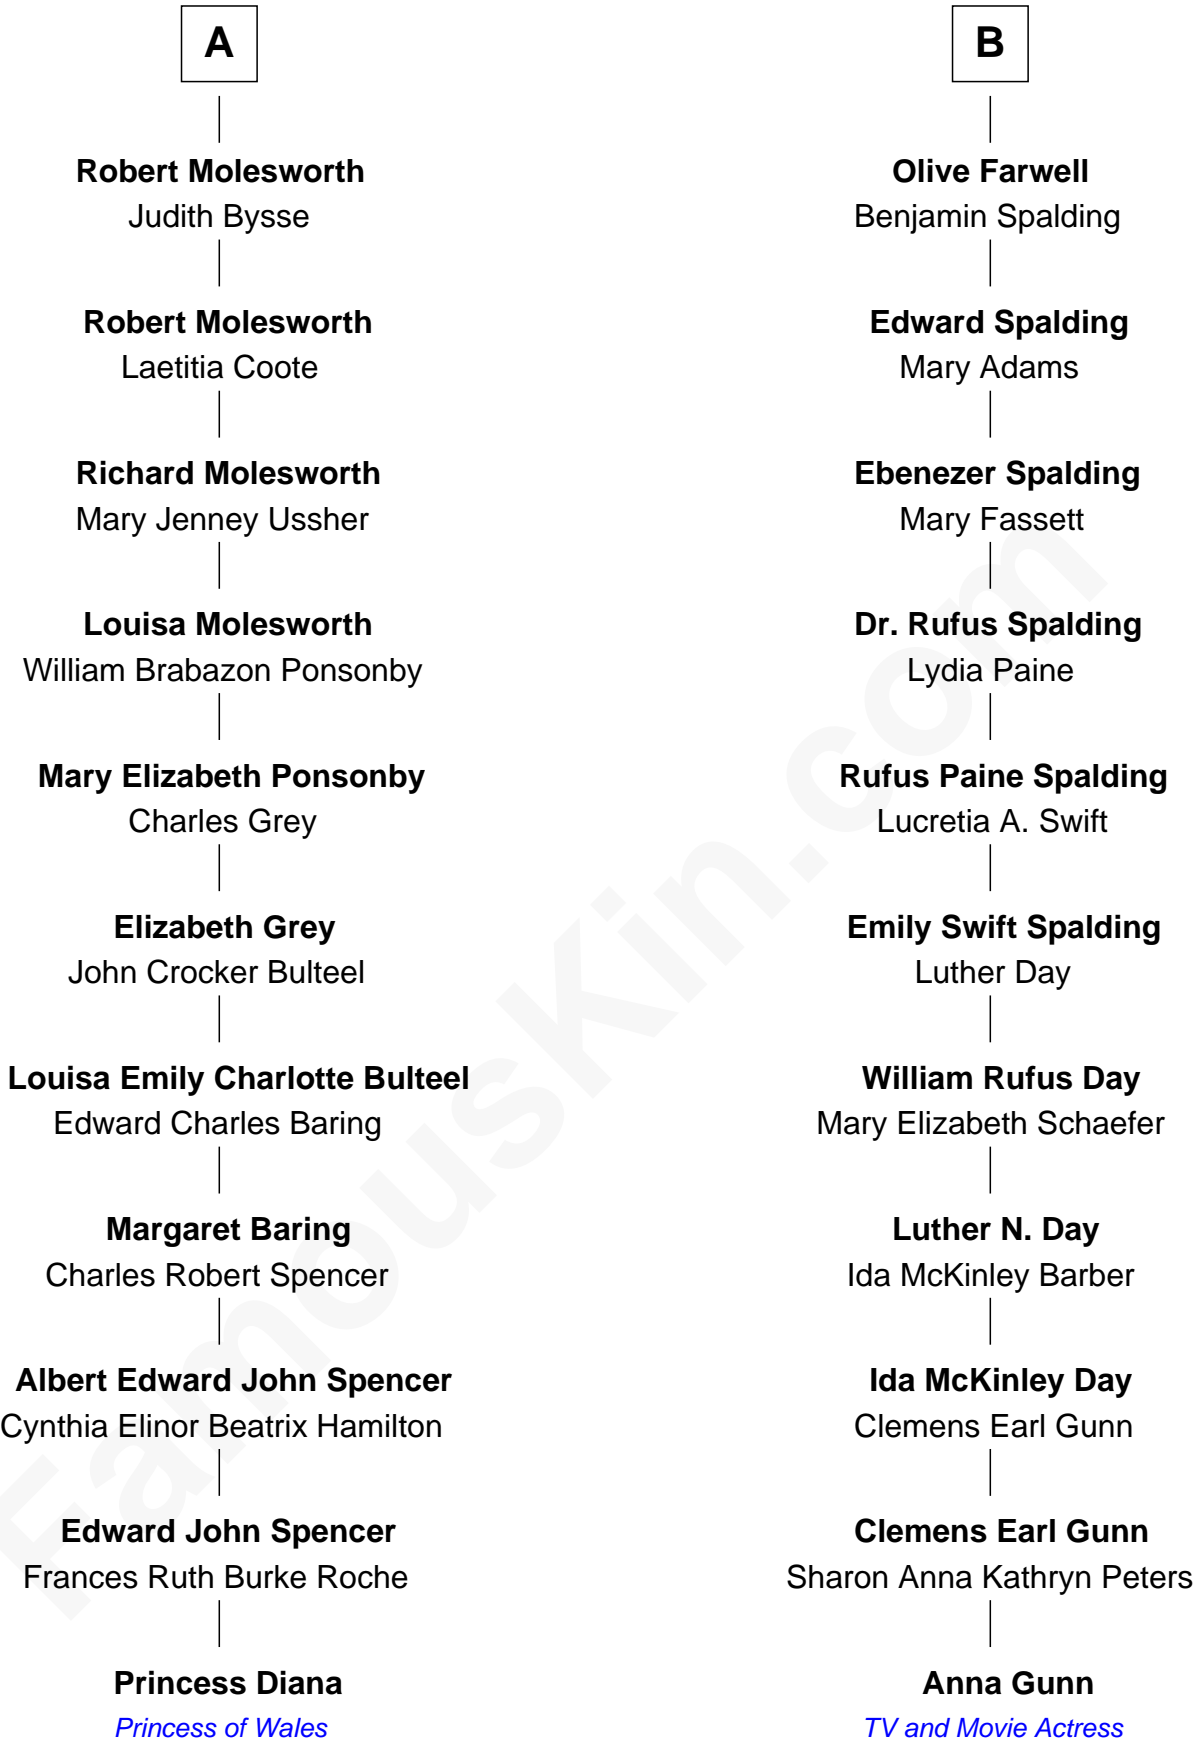 A
Robert Molesworth
Judith Bysse
Robert Molesworth
Laetitia Coote
Richard Molesworth
Mary Jenney Ussher
Louisa Molesworth
William Brabazon Ponsonby
Mary Elizabeth Ponsonby
Charles Grey
Elizabeth Grey
John Crocker Bulteel
Louisa Emily Charlotte Bulteel
Edward Charles Baring
Margaret Baring
Charles Robert Spencer
Albert Edward John Spencer
Cynthia Elinor Beatrix Hamilton
Edward John Spencer
Frances Ruth Burke Roche
Princess Diana
Princess of Wales
B
Olive Farwell
Benjamin Spalding
Edward Spalding
Mary Adams
Ebenezer Spalding
Mary Fassett
Dr. Rufus Spalding
Lydia Paine
Rufus Paine Spalding
Lucretia A. Swift
Emily Swift Spalding
Luther Day
William Rufus Day
Mary Elizabeth Schaefer
Luther N. Day
Ida McKinley Barber
Ida McKinley Day
Clemens Earl Gunn
Clemens Earl Gunn
Sharon Anna Kathryn Peters
Anna Gunn
TV and Movie Actress
FamousKin.com